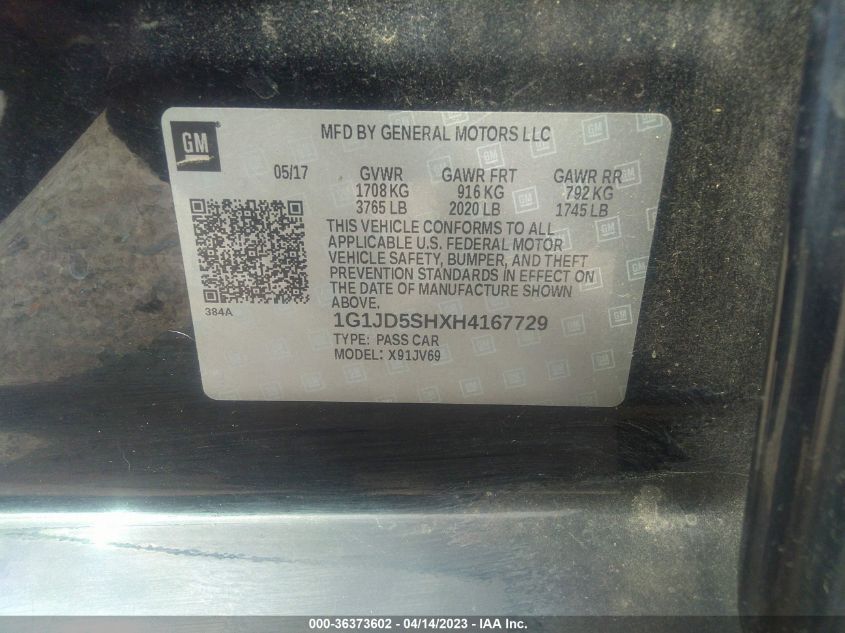 GM
MFD BY GENERAL MOTORS LLC
05/17 GVWR GAWR FRT GAWR RR
1708 KG 916 KG 792 KG
3765 LB 2020 LB 1745 LB
THIS VEHICLE CONFORMS TO ALL
APPLICABLE U.S. FEDERAL MOTOR
VEHICLE SAFETY, BUMPER, AND THEFT
PREVENTION STANDARDS IN EFFECT ON
THE DATE OF MANUFACTURE SHOWN
ABOVE.
384A
1G1JD5SHXH4167729
TYPE: PASS CAR
MODEL: X91JV69
000-36373602 - 04/14/2023 - IAA Inc.